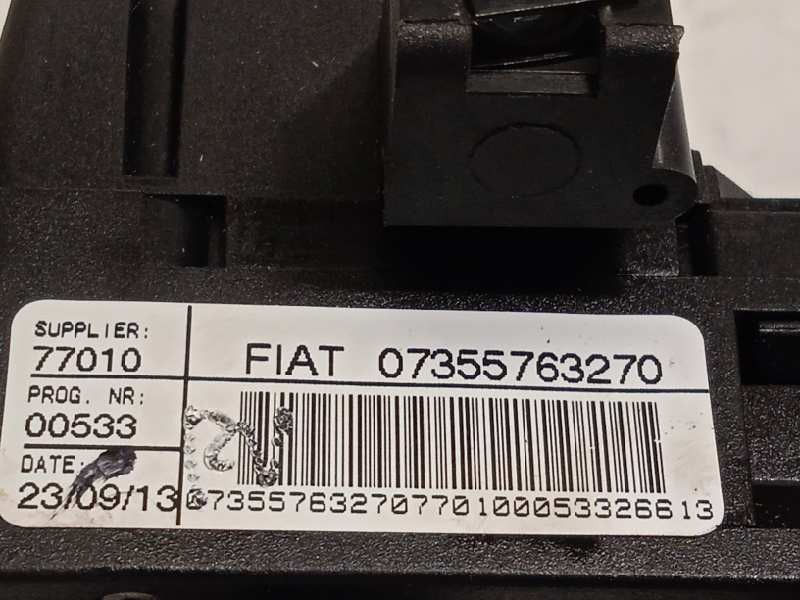 SUPPLIER:
77010
FIAT 07355763270
PROG. NR:
00533
DATE:
23/09/13
07355763270770100053326613